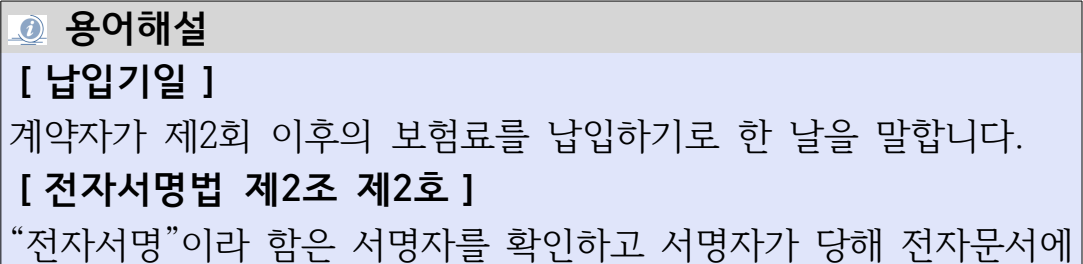 용어해설
[ 납입기일 ]
계약자가 제2회 이후의 보험료를 납입하기로 한 날을 말합니다.
[ 전자서명법 제2조 제2호 ]
“전자서명”이라 함은 서명자를 확인하고 서명자가 당해 전자문서에